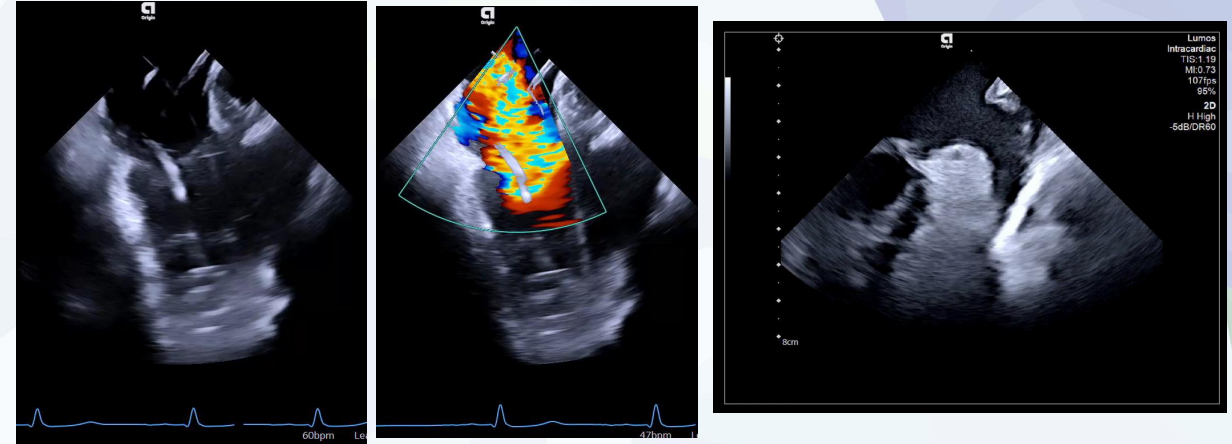 Origin
60bpm
Origin
47bpm
Origin
8cm
Lumos
Intracardiac
TIS:1.19
MI:0.73
107fps
95%
2D
H High
-5dB/DR60